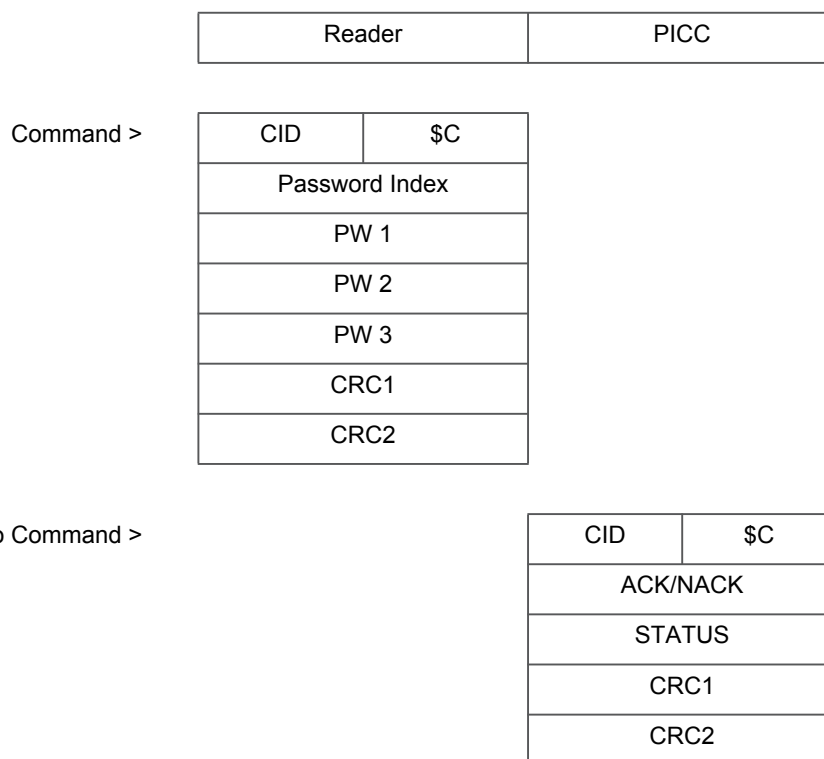 Reader PICC
Command > CID $C
Password Index
PW 1
PW 2
PW 3
CRC1
CRC2
Command > CID $C
ACK/NACK
STATUS
CRC1
CRC2